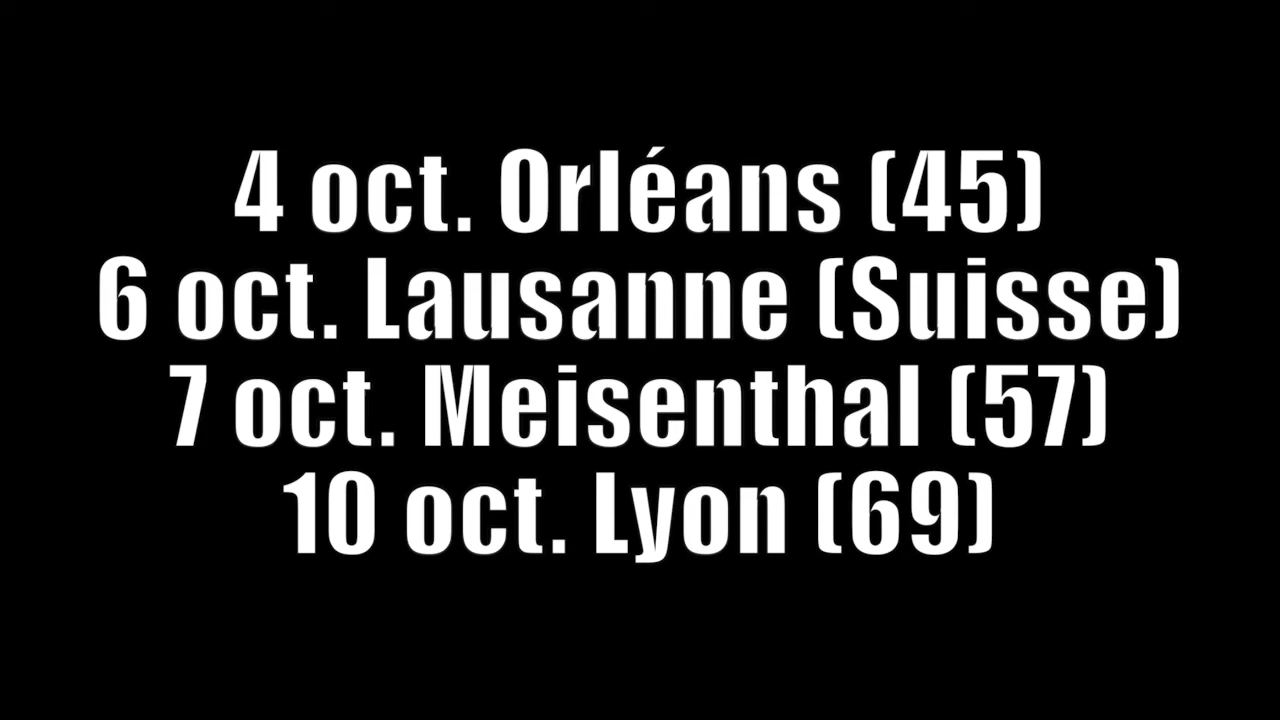 4 oct. Orléans (45)
6 oct. Lausanne (Suisse)
7 oct. Meisenthal (57)
10 oct. Lyon (69)